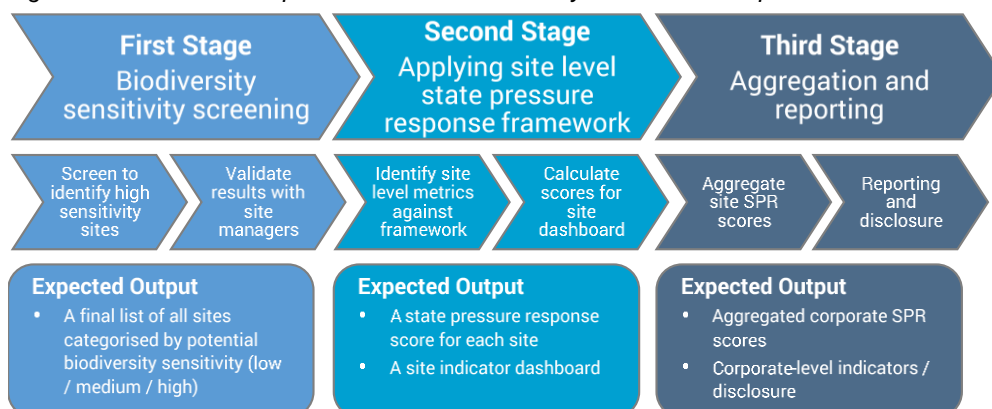 First Stage
Biodiversity
sensitivity screening
Second Stage
Applying site level
state pressure
response framework
Third Stage
Aggregation and
reporting
Screen to
identify high
sensitivity
sites
Validate
results with
site
managers
Identify site
level metrics
against
framework
Calculate
scores for
site
dashboard
Aggregate
site SPR
scores
Reporting
and
disclosure
Expected Output
• A final list of all sites
categorised by potential
biodiversity sensitivity (low
/ medium / high)
Expected Output
• A state pressure response
score for each site
• A site indicator dashboard
Expected Output
• Aggregated corporate SPR
scores
• Corporate-level indicators /
disclosure